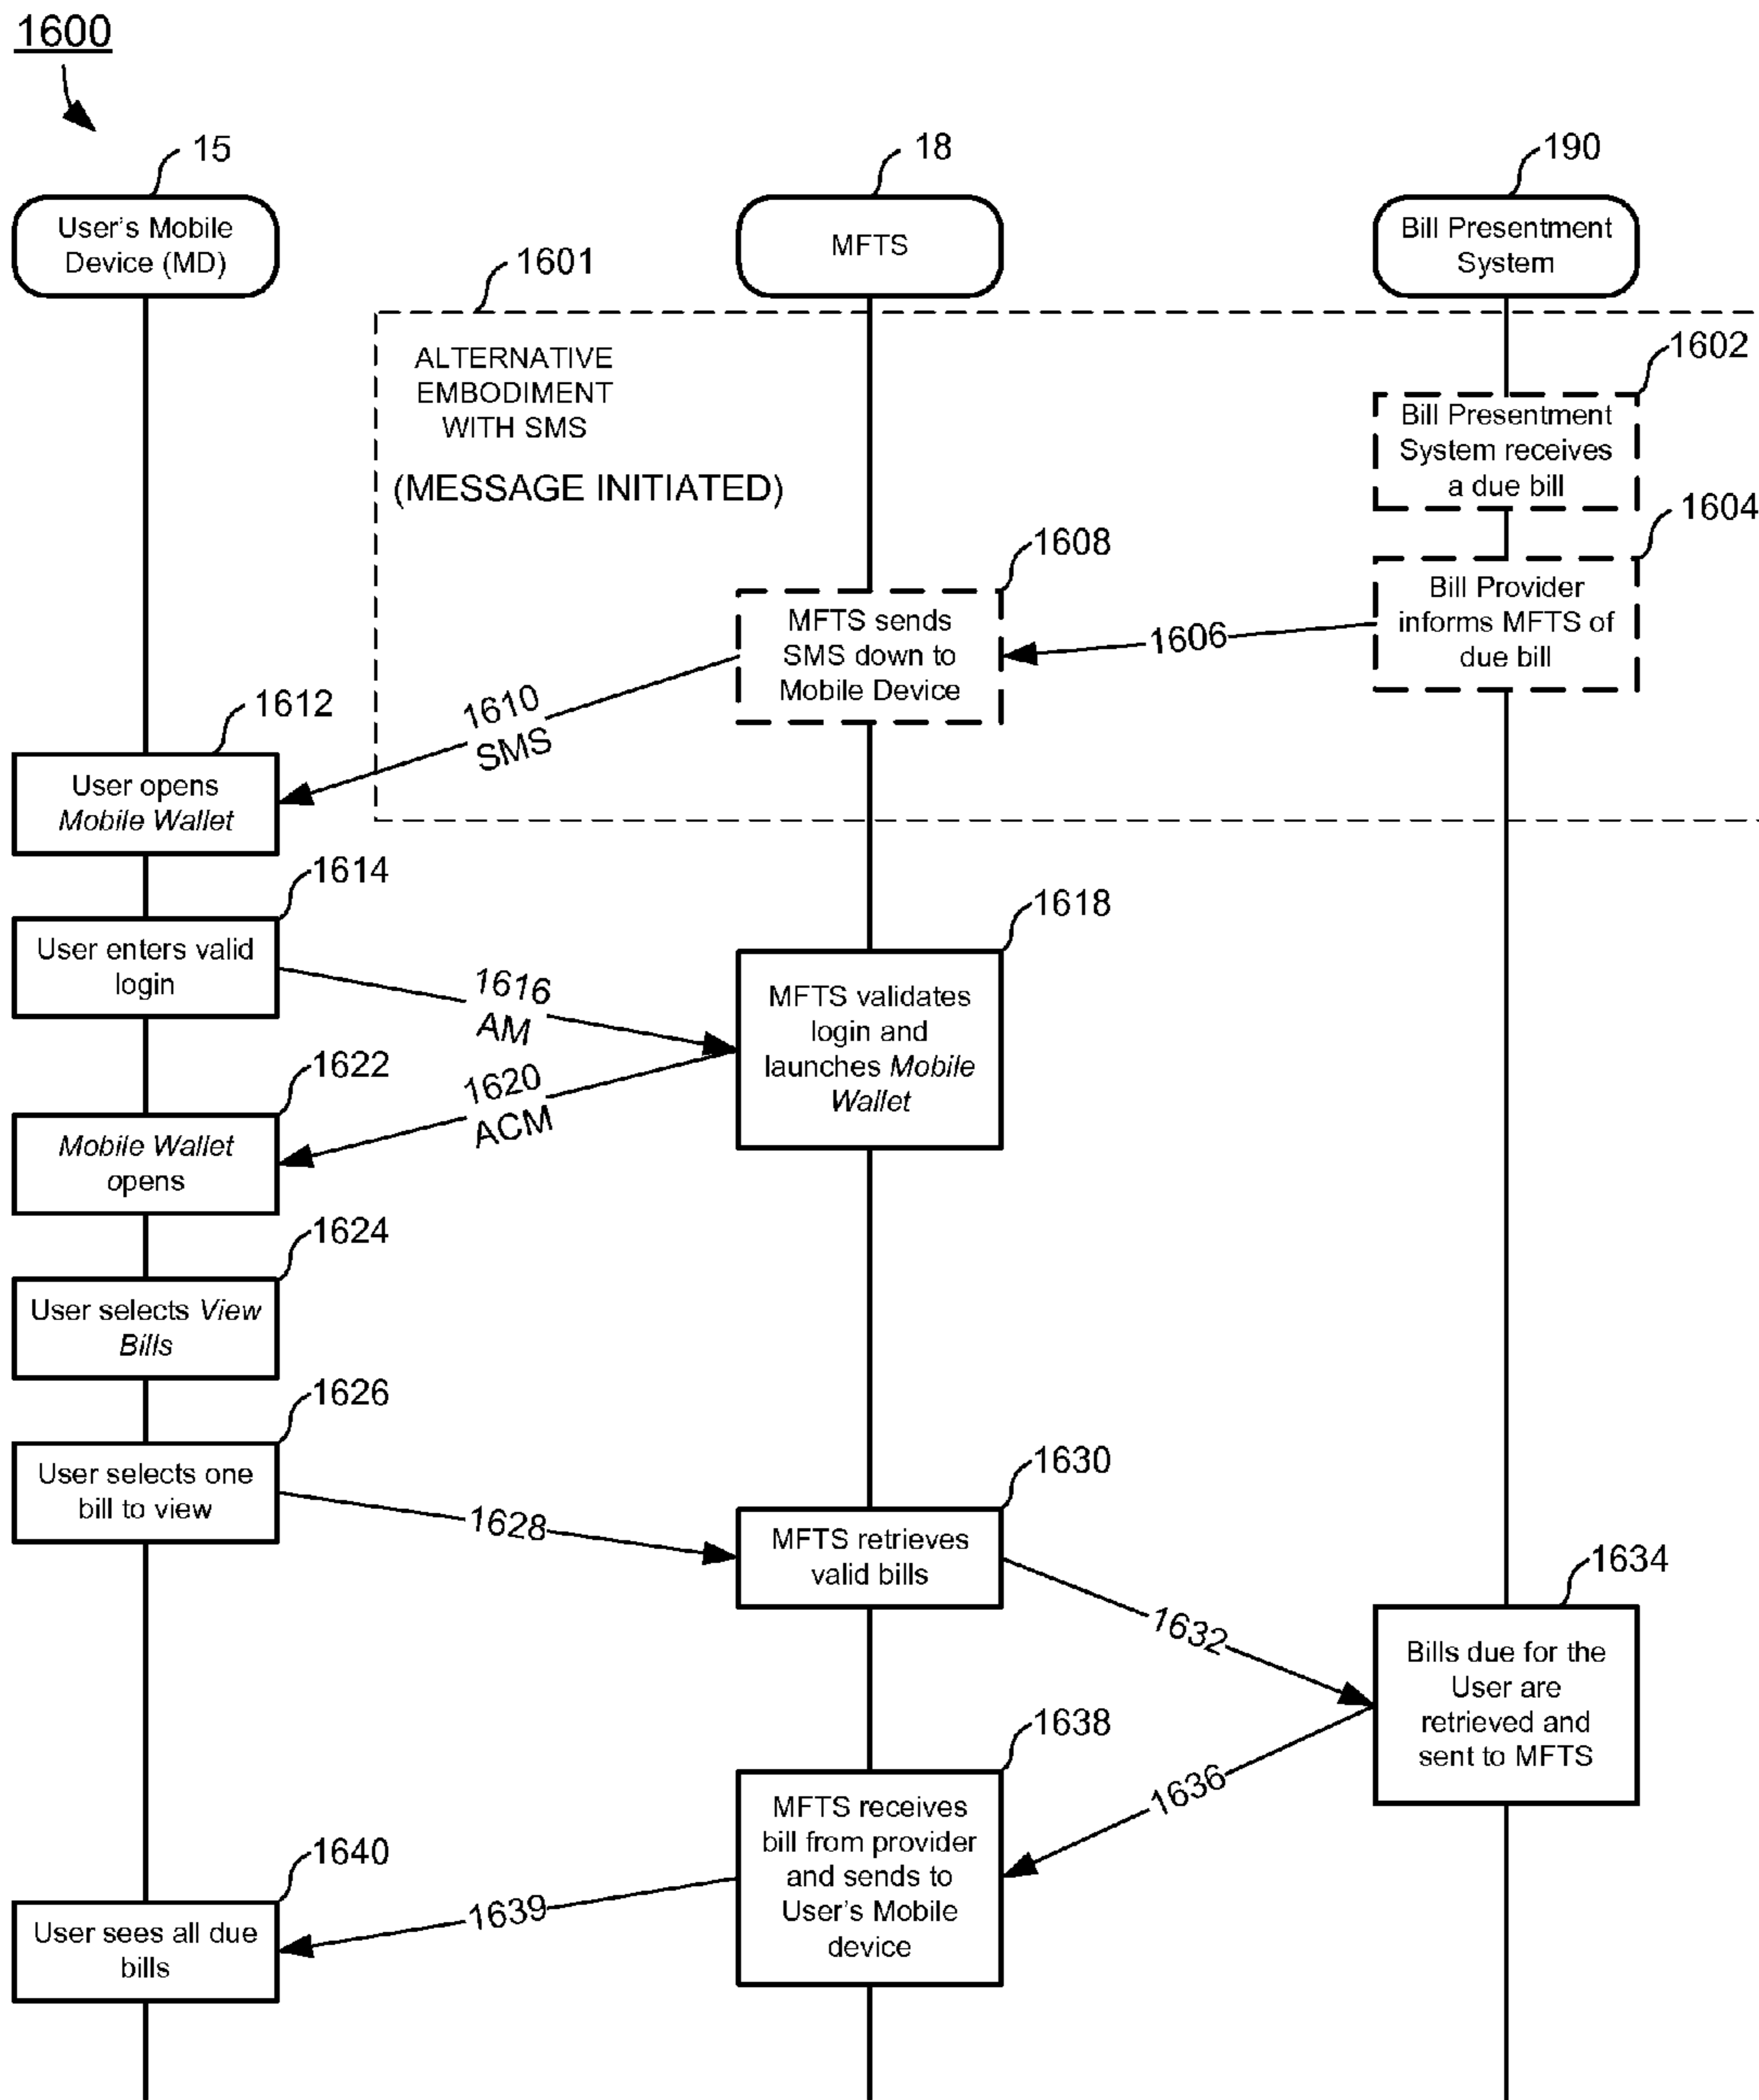 1600
15
18
190
User's Mobile
Device (MD)
MFTS
Bill Presentment
System
1601
ALTERNATIVE
EMBODIMENT
WITH SMS
(MESSAGE INITIATED)
1602
Bill Presentment
System receives
a due bill
1604
Bill Provider
informs MFTS of
due bill
1606
1608
MFTS sends
SMS down to
Mobile Device
1610
SMS
1612
User opens
Mobile Wallet
1614
User enters valid
login
1616
AM
1618
MFTS validates
login and
launches Mobile
Wallet
1620
ACM
1622
Mobile Wallet
opens
1624
User selects View
Bills
1626
User selects one
bill to view
1628
1630
MFTS retrieves
valid bills
1632
1634
Bills due for the
User are
retrieved and
sent to MFTS
1636
1638
MFTS receives
bill from provider
and sends to
User's Mobile
device
1639
1640
User sees all due
bills